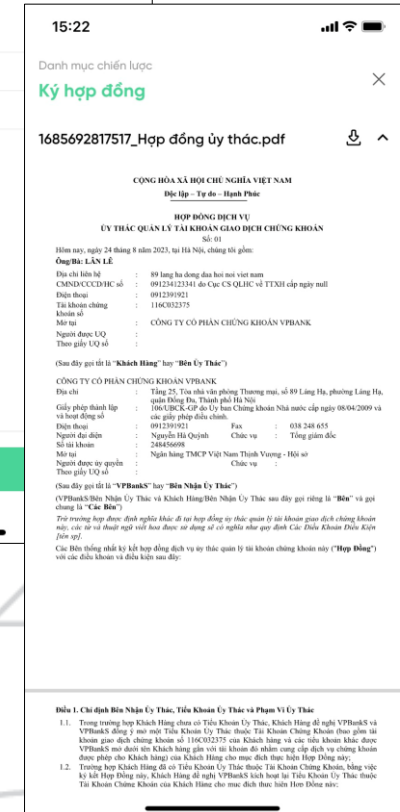 15:22
Danh mục chiến lược
Ký hợp đồng
1685692817517_Hợp đồng ủy thác.pdf
CỘNG HÒA XÃ HỘI CHỦ NGHĨA VIỆT NAM
Độc lập – Tự do – Hạnh Phúc
HỢP ĐỒNG DỊCH VỤ
ỦY THÁC QUẢN LÝ TÀI KHOẢN GIAO DỊCH CHỨNG KHOÁN
Số: 01
Hôm nay, ngày 24 tháng 8 năm 2023, tại Hà Nội, chúng tôi gồm:
Ông/Bà: LÂN LÊ
Địa chỉ liên hệ : 89 lang ha dong daa hoi noi viet nam
CMND/CCCD/HC số : 091234123341 do Cục CS QLHC về TTXH cấp ngày null
Điện thoại : 0912391921
Tài khoản chứng khoán số : 116C032375
Mở tại : CÔNG TY CỔ PHẦN CHỨNG KHOÁN VPBANK
Người được UQ :
Theo giấy UQ số :
(Sau đây gọi tắt là "Khách Hàng" hay "Bên Ủy Thác")
CÔNG TY CỔ PHẦN CHỨNG KHOÁN VPBANK
Địa chỉ : Tầng 25, Tòa nhà văn phòng Thương mại, số 89 Láng Hạ, phường Láng Hạ,
quận Đống Đa, Thành phố Hà Nội
Giấy phép thành lập : 106/UBCK-GP do Ủy ban Chứng khoán Nhà nước cấp ngày 08/04/2009 và
và hoạt động số các giấy phép điều chỉnh.
Điện thoại : 0912391921 Fax : 038 248 655
Người đại diện : Nguyễn Hà Quỳnh Chức vụ : Tổng giám đốc
Số tài khoản : 248456698
Mở tại : Ngân hàng TMCP Việt Nam Thịnh Vượng - Hội sở
Người được ủy quyền : Chức vụ :
Theo giấy UQ số :
(Sau đây gọi tắt là "VPBankS" hay "Bên Nhận Ủy Thác")
(VPBankS/Bên Nhận Ủy Thác và Khách Hàng/Bên Nhận Ủy Thác sau đây gọi riêng là "Bên" và gọi
chung là "Các Bên")
Trừ trường hợp được định nghĩa khác đi tại hợp đồng ủy thác quản lý tài khoản giao dịch chứng khoán
này, các từ và thuật ngữ viết hoa được sử dụng sẽ có nghĩa như quy định Các Điều Khoản Điều Kiện
[tên sp].
Các Bên thống nhất ký kết hợp đồng dịch vụ ủy thác quản lý tài khoản chứng khoán này ("Hợp Đồng")
với các điều khoản và điều kiện sau đây:
Điều 1. Chỉ định Bên Nhận Ủy Thác, Tiểu Khoản Ủy Thác và Phạm Vi Ủy Thác
1.1. Trong trường hợp Khách Hàng chưa có Tiểu Khoản Ủy Thác, Khách Hàng đề nghị VPBankS và
VPBankS đồng ý mở một Tiểu Khoản Ủy Thác thuộc Tài Khoản Chứng Khoán (bao gồm tài
khoản giao dịch chứng khoán số 116C032375 của Khách hàng và các tiểu khoản khác được
VPBankS mở dưới tên Khách hàng gắn với tài khoản đó nhằm cung cấp dịch vụ chứng khoán
được phép cho Khách hàng) của Khách Hàng cho mục đích thực hiện Hợp Đồng này;
1.2. Trường hợp Khách Hàng đã có Tiểu Khoản Ủy Thác thuộc Tài Khoản Chứng Khoán, bằng việc
ký kết Hợp Đồng này, Khách Hàng đề nghị VPBankS kích hoạt lại Tiểu Khoản Ủy Thác thuộc
Tài Khoản Chứng Khoán của Khách Hàng cho mục đích thực hiện Hợp Đồng này;